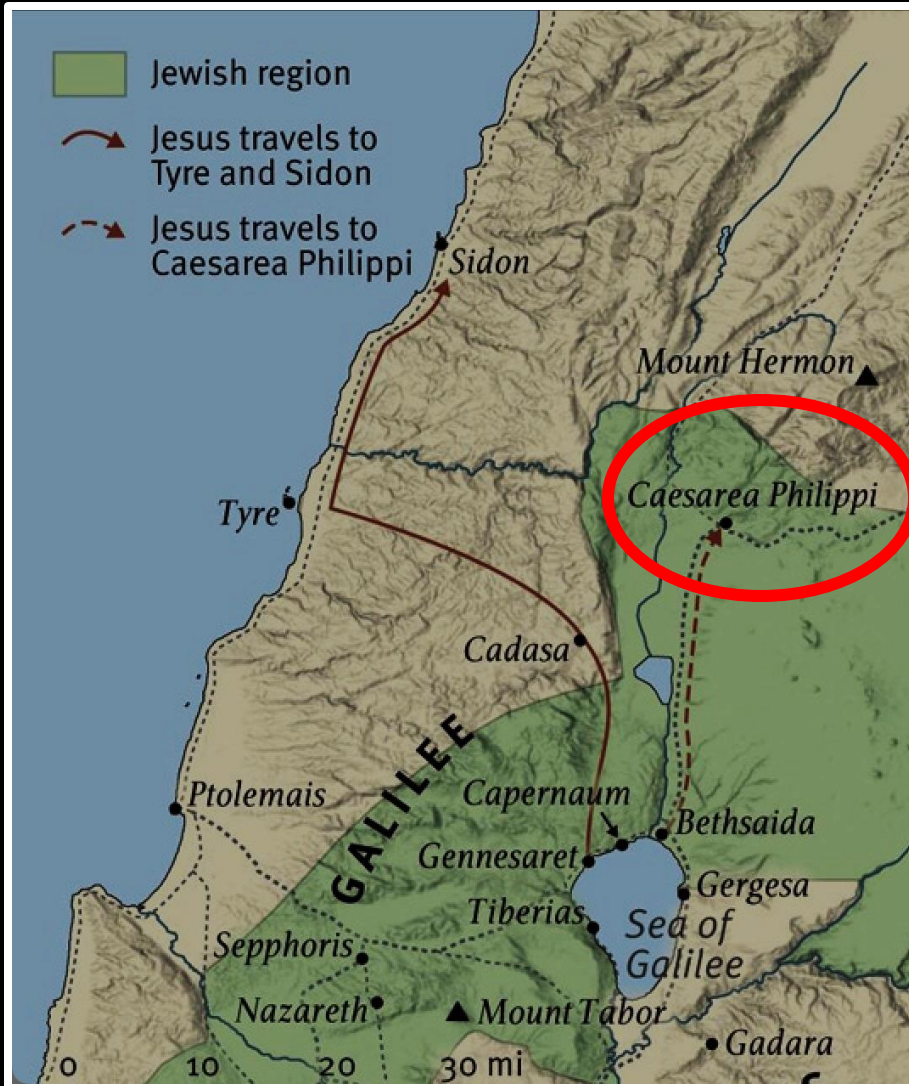 Jewish region
Jesus travels to
Tyre and Sidon
Jesus travels to
Caesarea Philippi
Sidon
Mount Hermon
Caesarea Philippi
Tyre
Cadasa
GALILEE
Ptolemais
Capernaum
Bethsaida
Gennesaret
Gergesa
Tiberias
Sea of
Galilee
Sepphoris
Nazareth
Mount Tabor
Gadara
0 10 20 30 mi